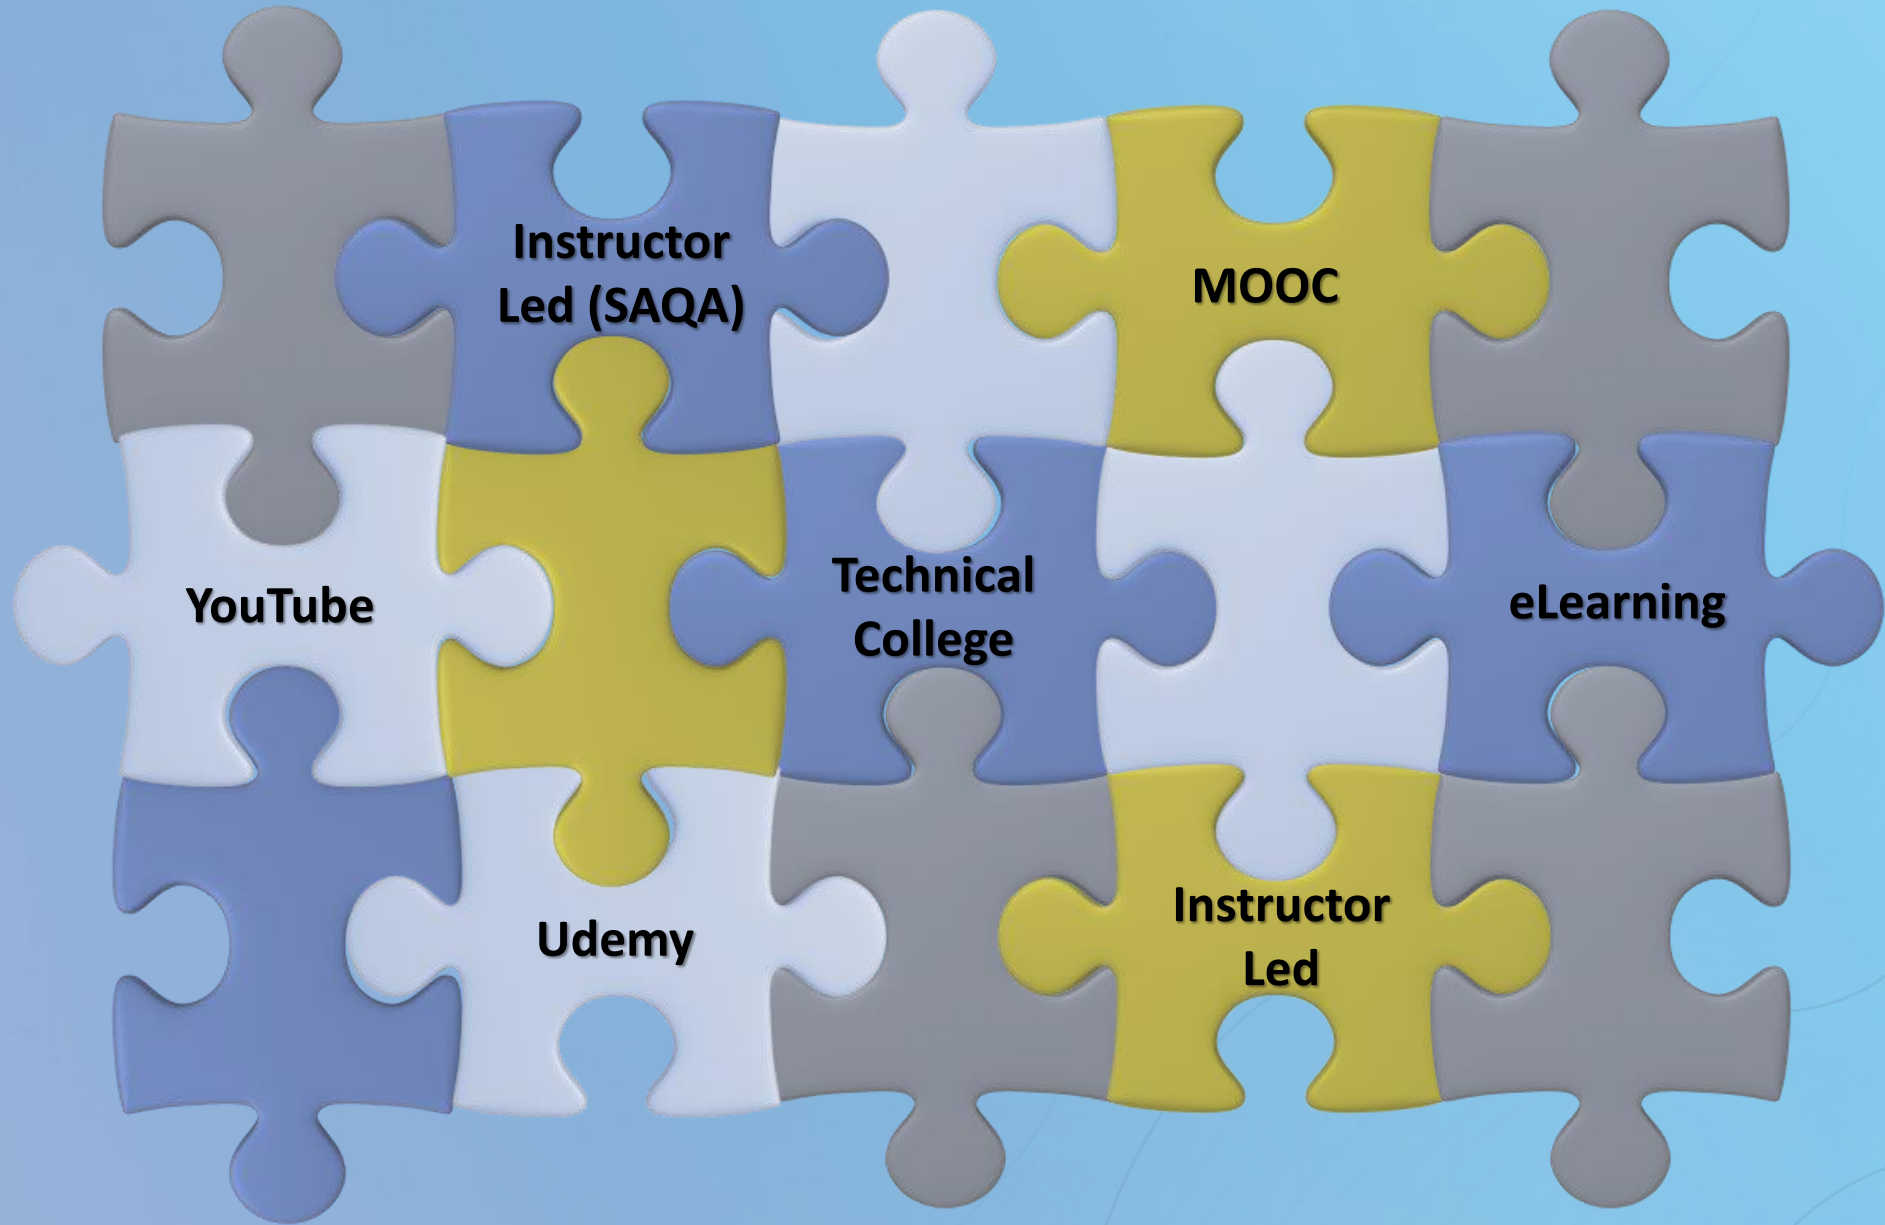 Instructor
Led (SAQA)
MOOC
YouTube
Technical
College
eLearning
Udemy
Instructor
Led